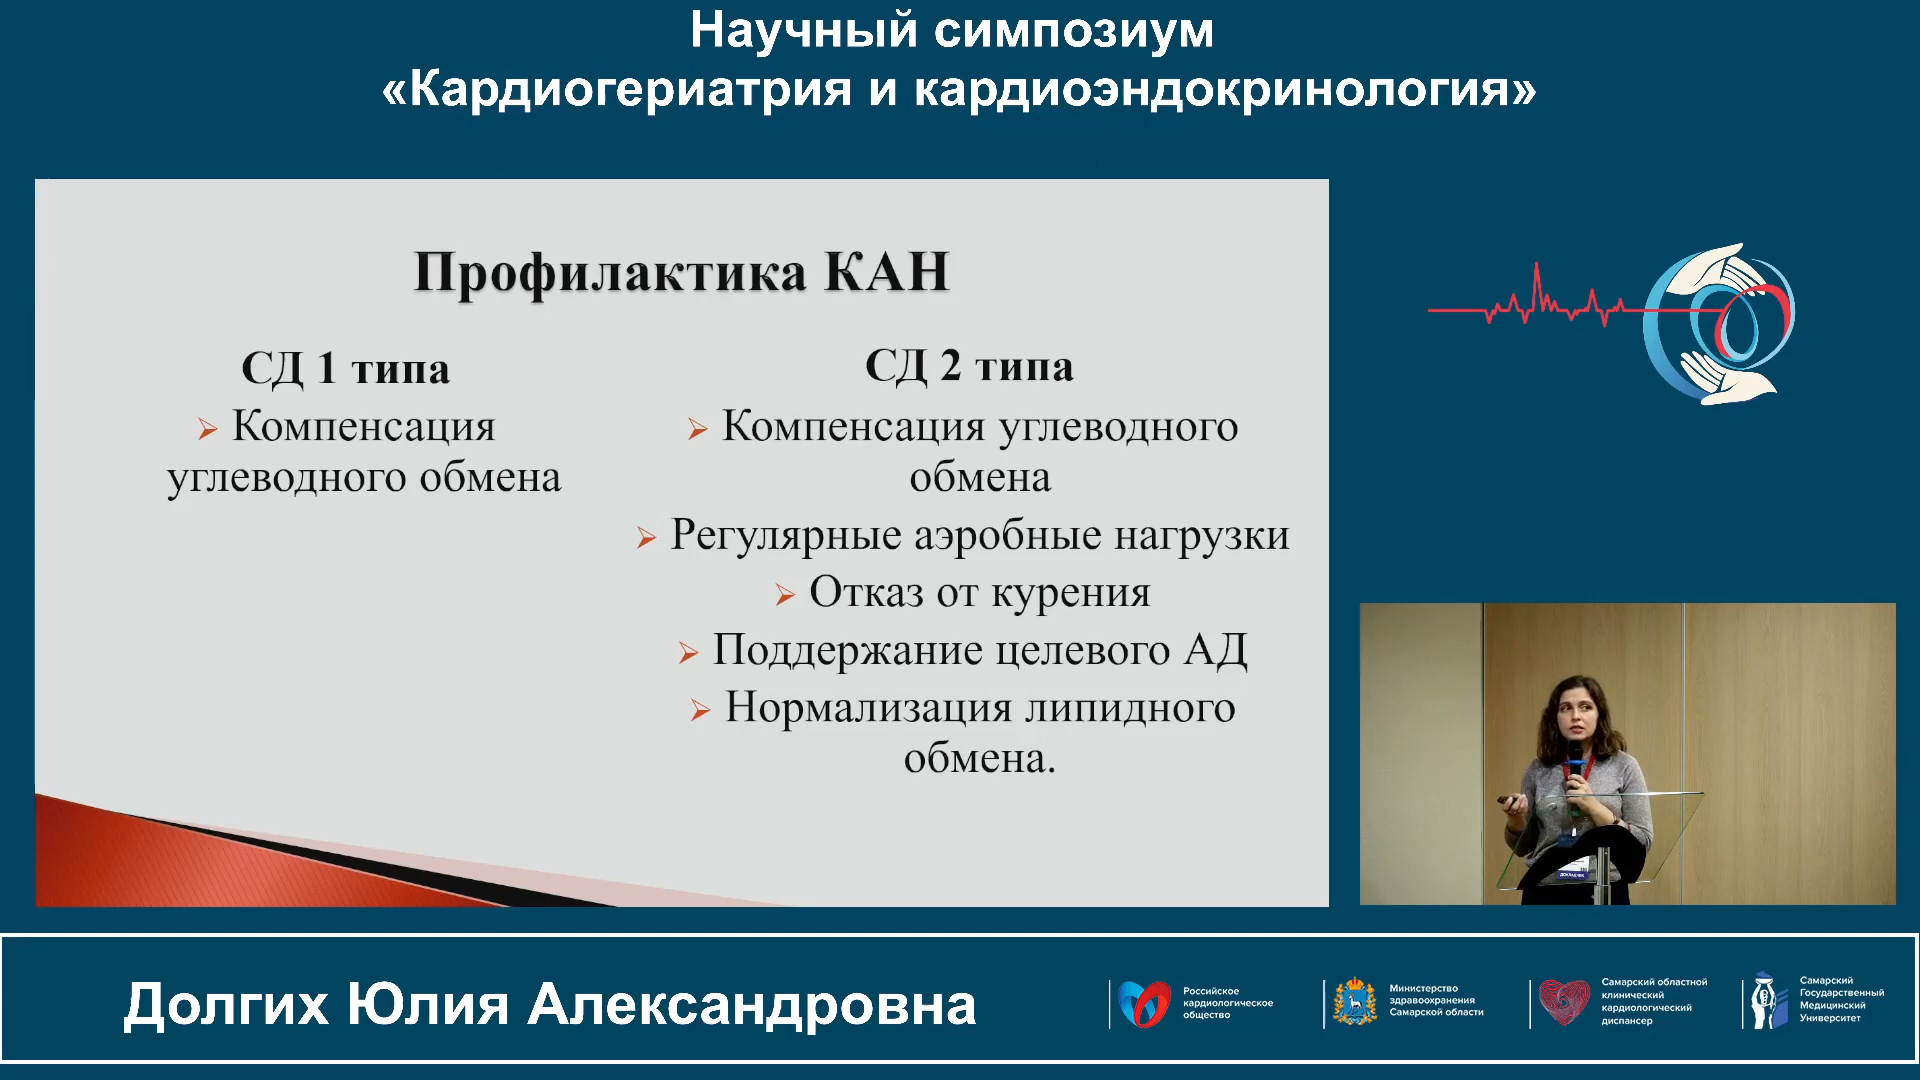 Научный симпозиум
«Кардиогериатрия и кардиоэндокринология»
Профилактика КАН
СД 1 типа
Компенсация
углеводного обмена
СД 2 типа
Компенсация углеводного
обмена
Регулярные аэробные нагрузки
Отказ от курения
Поддержание целевого АД
Нормализация липидного
обмена.
ДОКЛАДЧИК
Долгих Юлия Александровна
Российское
кардиологическое
общество
Министерство
здравоохранения
Самарской области
Самарский областной
клинический
кардиологический
диспансер
Самарский
Государственный
Медицинский
Университет